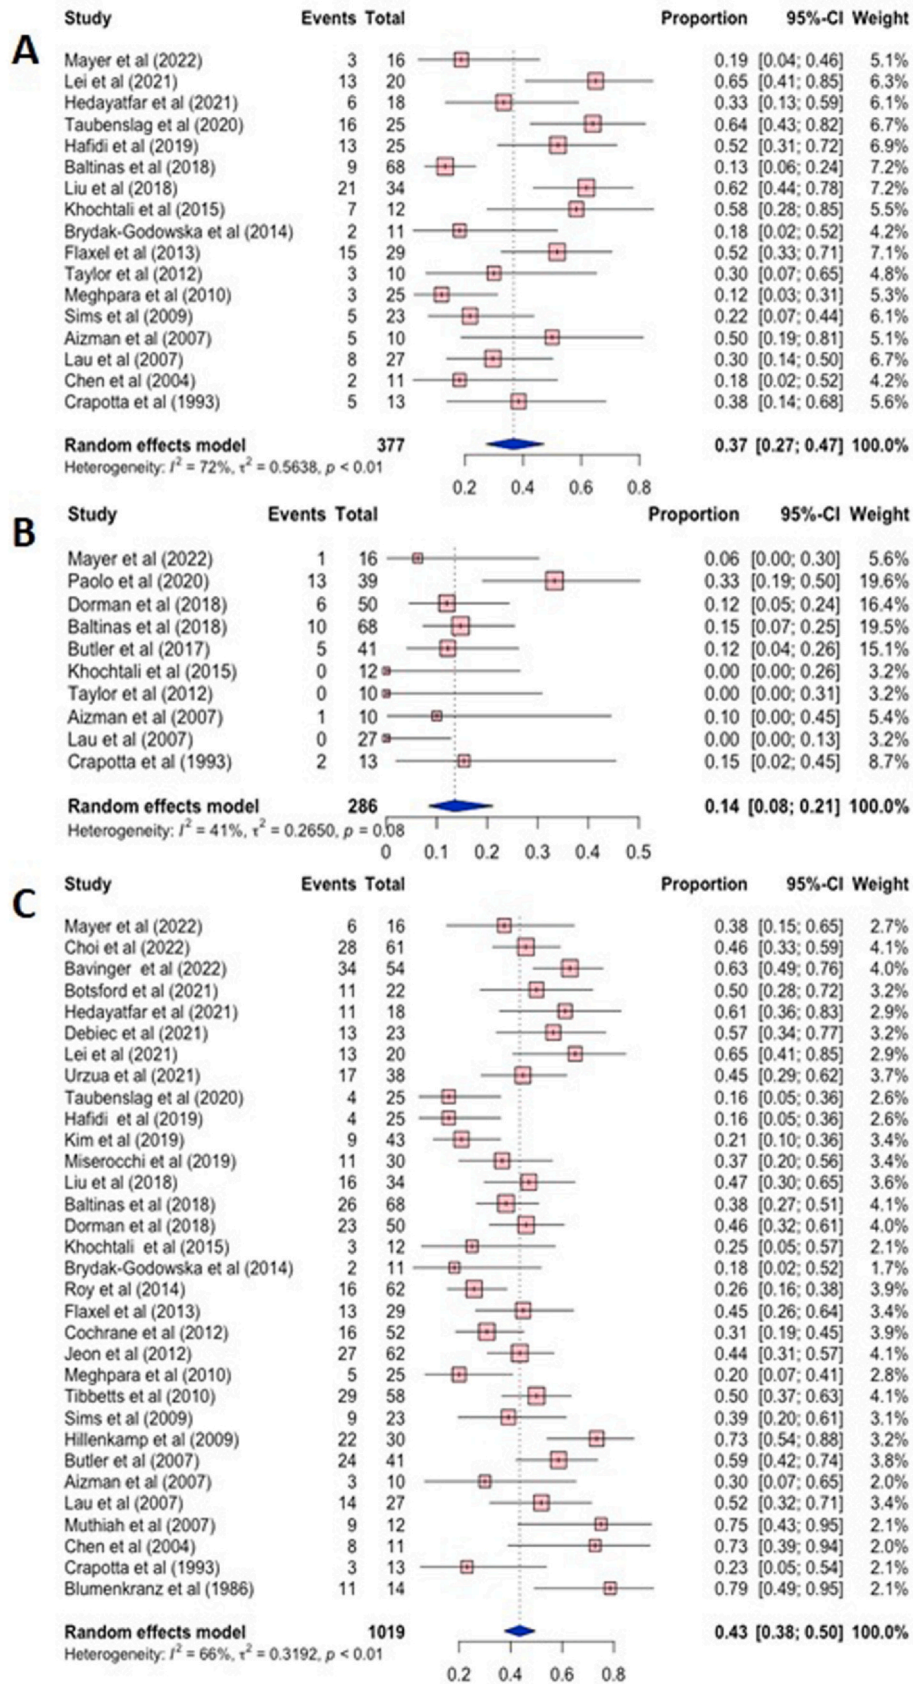 A
Study Events Total Proportion 95%-CI Weight
Mayer et al (2022) 3 16 0.19 [0.04; 0.46] 5.1%
Lei et al (2021) 13 20 0.65 [0.41; 0.85] 6.3%
Hedayatfar et al (2021) 6 18 0.33 [0.13; 0.59] 6.1%
Taubenslag et al (2020) 16 25 0.64 [0.43; 0.82] 6.7%
Hafidi et al (2019) 13 25 0.52 [0.31; 0.72] 6.9%
Baltinas et al (2018) 9 68 0.13 [0.06; 0.24] 7.2%
Liu et al (2018) 21 34 0.62 [0.44; 0.78] 7.2%
Khochtali et al (2015) 7 12 0.58 [0.28; 0.85] 5.5%
Brydak-Godowska et al (2014) 2 11 0.18 [0.02; 0.52] 4.2%
Flaxel et al (2013) 15 29 0.52 [0.33; 0.71] 7.1%
Taylor et al (2012) 3 10 0.30 [0.07; 0.65] 4.8%
Meghpara et al (2010) 3 25 0.12 [0.03; 0.31] 5.3%
Sims et al (2009) 5 23 0.22 [0.07; 0.44] 6.1%
Aizman et al (2007) 5 10 0.50 [0.19; 0.81] 5.1%
Lau et al (2007) 8 27 0.30 [0.14; 0.50] 6.7%
Chen et al (2004) 2 11 0.18 [0.02; 0.52] 4.2%
Crapotta et al (1993) 5 13 0.38 [0.14; 0.68] 5.6%
Random effects model 377 0.37 [0.27; 0.47] 100.0%
Heterogeneity: I² = 72%, τ² = 0.5638, p < 0.01
0.2 0.4 0.6 0.8
B
Study Events Total Proportion 95%-CI Weight
Mayer et al (2022) 1 16 0.06 [0.00; 0.30] 5.6%
Paolo et al (2020) 13 39 0.33 [0.19; 0.50] 19.6%
Dorman et al (2018) 6 50 0.12 [0.05; 0.24] 16.4%
Baltinas et al (2018) 10 68 0.15 [0.07; 0.25] 19.5%
Butler et al (2017) 5 41 0.12 [0.04; 0.26] 15.1%
Khochtali et al (2015) 0 12 0.00 [0.00; 0.26] 3.2%
Taylor et al (2012) 0 10 0.00 [0.00; 0.31] 3.2%
Aizman et al (2007) 1 10 0.10 [0.00; 0.45] 5.4%
Lau et al (2007) 0 27 0.00 [0.00; 0.13] 3.2%
Crapotta et al (1993) 2 13 0.15 [0.02; 0.45] 8.7%
Random effects model 286 0.14 [0.08; 0.21] 100.0%
Heterogeneity: I² = 41%, τ² = 0.2650, p = 0.08
0 0.1 0.2 0.3 0.4 0.5
C
Study Events Total Proportion 95%-CI Weight
Mayer et al (2022) 6 16 0.38 [0.15; 0.65] 2.7%
Choi et al (2022) 28 61 0.46 [0.33; 0.59] 4.1%
Bavinger et al (2022) 34 54 0.63 [0.49; 0.76] 4.0%
Botsford et al (2021) 11 22 0.50 [0.28; 0.72] 3.2%
Hedayatfar et al (2021) 11 18 0.61 [0.36; 0.83] 2.9%
Debiec et al (2021) 13 23 0.57 [0.34; 0.77] 3.2%
Lei et al (2021) 13 20 0.65 [0.41; 0.85] 2.9%
Urzua et al (2021) 17 38 0.45 [0.29; 0.62] 3.7%
Taubenslag et al (2020) 4 25 0.16 [0.05; 0.36] 2.6%
Hafidi et al (2019) 4 25 0.16 [0.05; 0.36] 2.6%
Kim et al (2019) 9 43 0.21 [0.10; 0.36] 3.4%
Miserocchi et al (2019) 11 30 0.37 [0.20; 0.56] 3.4%
Liu et al (2018) 16 34 0.47 [0.30; 0.65] 3.6%
Baltinas et al (2018) 26 68 0.38 [0.27; 0.51] 4.1%
Dorman et al (2018) 23 50 0.46 [0.32; 0.61] 4.0%
Khochtali et al (2015) 3 12 0.25 [0.05; 0.57] 2.1%
Brydak-Godowska et al (2014) 2 11 0.18 [0.02; 0.52] 1.7%
Roy et al (2014) 16 62 0.26 [0.16; 0.38] 3.9%
Flaxel et al (2013) 13 29 0.45 [0.26; 0.64] 3.4%
Cochrane et al (2012) 16 52 0.31 [0.19; 0.45] 3.9%
Jeon et al (2012) 27 62 0.44 [0.31; 0.57] 4.1%
Meghpara et al (2010) 5 25 0.20 [0.07; 0.41] 2.8%
Tibbetts et al (2010) 29 58 0.50 [0.37; 0.63] 4.1%
Sims et al (2009) 9 23 0.39 [0.20; 0.61] 3.1%
Hillenkamp et al (2009) 22 30 0.73 [0.54; 0.88] 3.2%
Butler et al (2007) 24 41 0.59 [0.42; 0.74] 3.8%
Aizman et al (2007) 3 10 0.30 [0.07; 0.65] 2.0%
Lau et al (2007) 14 27 0.52 [0.32; 0.71] 3.4%
Muthiah et al (2007) 9 12 0.75 [0.43; 0.95] 2.1%
Chen et al (2004) 8 11 0.73 [0.39; 0.94] 2.0%
Crapotta et al (1993) 3 13 0.23 [0.05; 0.54] 2.1%
Blumenkranz et al (1986) 11 14 0.79 [0.49; 0.95] 2.1%
Random effects model 1019 0.43 [0.38; 0.50] 100.0%
Heterogeneity: I² = 66%, τ² = 0.3192, p < 0.01
0.2 0.4 0.6 0.8